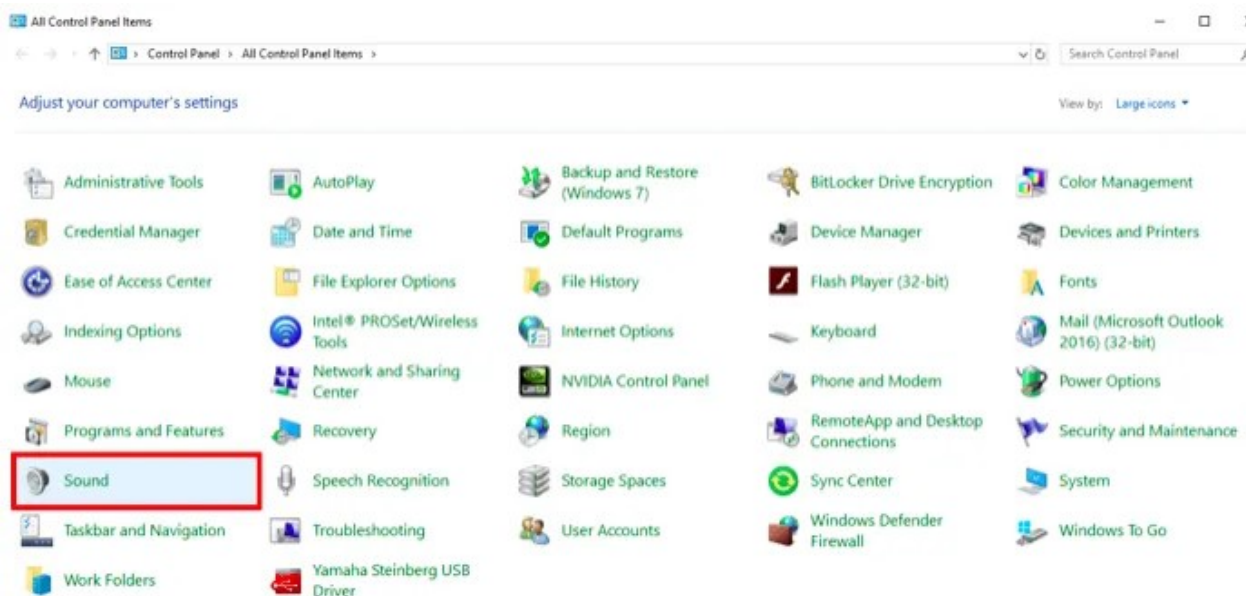 All Control Panel Items
Control Panel > All Control Panel Items >
Search Control Panel
Adjust your computer's settings
View by: Large icons
Administrative Tools
AutoPlay
Backup and Restore
(Windows 7)
BitLocker Drive Encryption
Color Management
Credential Manager
Date and Time
Default Programs
Device Manager
Devices and Printers
Ease of Access Center
File Explorer Options
File History
Flash Player (32-bit)
Fonts
Indexing Options
Intel® PROSet/Wireless
Tools
Internet Options
Keyboard
Mail (Microsoft Outlook
2016) (32-bit)
Mouse
Network and Sharing
Center
NVIDIA Control Panel
Phone and Modem
Power Options
Programs and Features
Recovery
Region
RemoteApp and Desktop
Connections
Security and Maintenance
Sound
Speech Recognition
Storage Spaces
Sync Center
System
Taskbar and Navigation
Troubleshooting
User Accounts
Windows Defender
Firewall
Windows To Go
Work Folders
Yamaha Steinberg USB
Driver